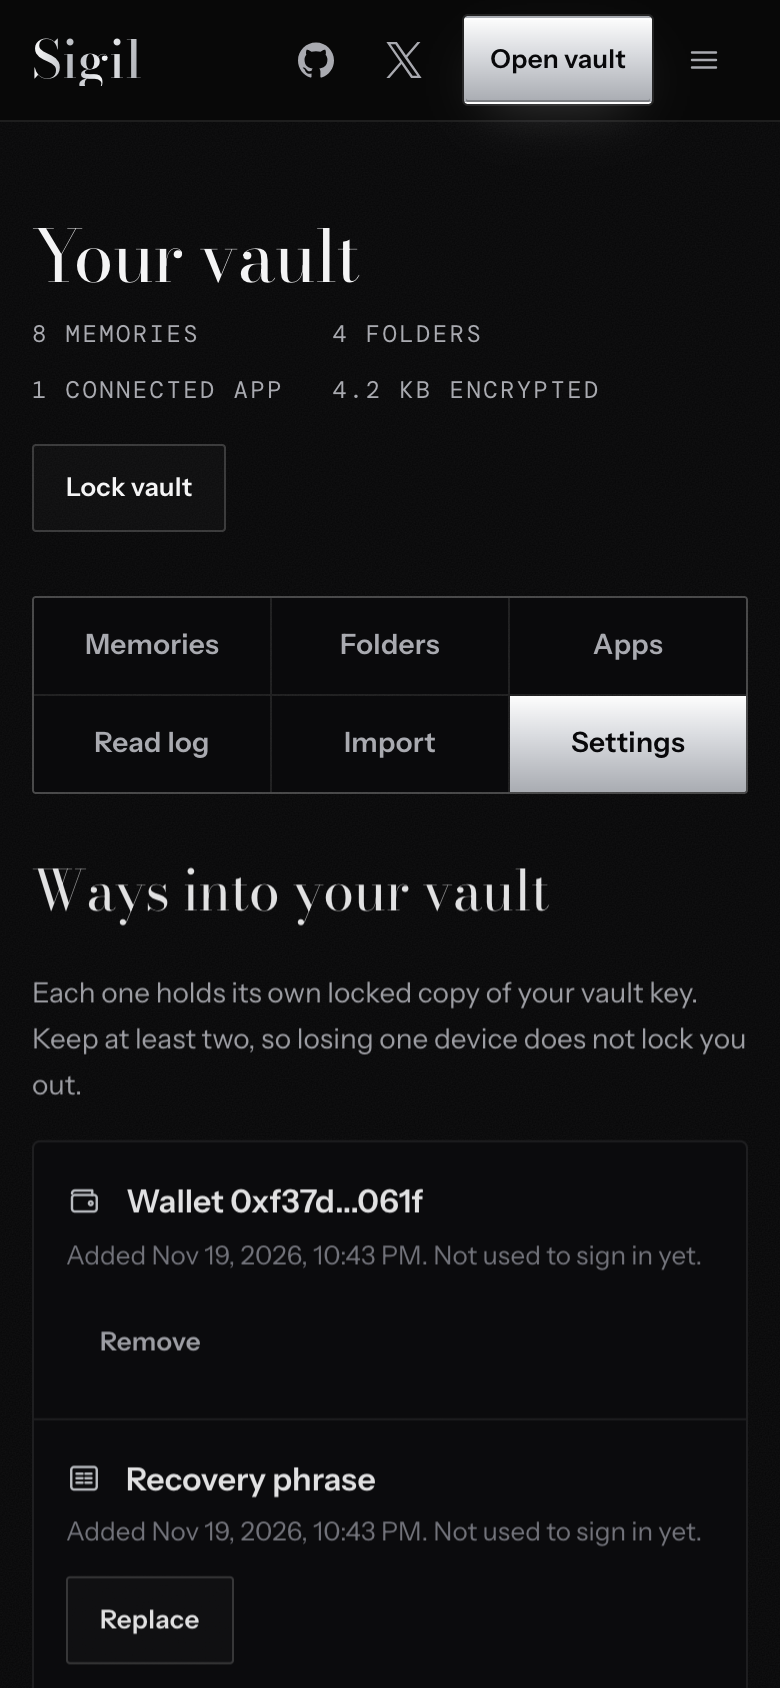 Sigil
Open vault
Your vault
8 MEMORIES
4 FOLDERS
1 CONNECTED APP
4.2 KB ENCRYPTED
Lock vault
Memories
Folders
Apps
Read log
Import
Settings
Ways into your vault
Each one holds its own locked copy of your vault key.
Keep at least two, so losing one device does not lock you
out.
Wallet 0xf37d…061f
Added Nov 19, 2026, 10:43 PM. Not used to sign in yet.
Remove
Recovery phrase
Added Nov 19, 2026, 10:43 PM. Not used to sign in yet.
Replace